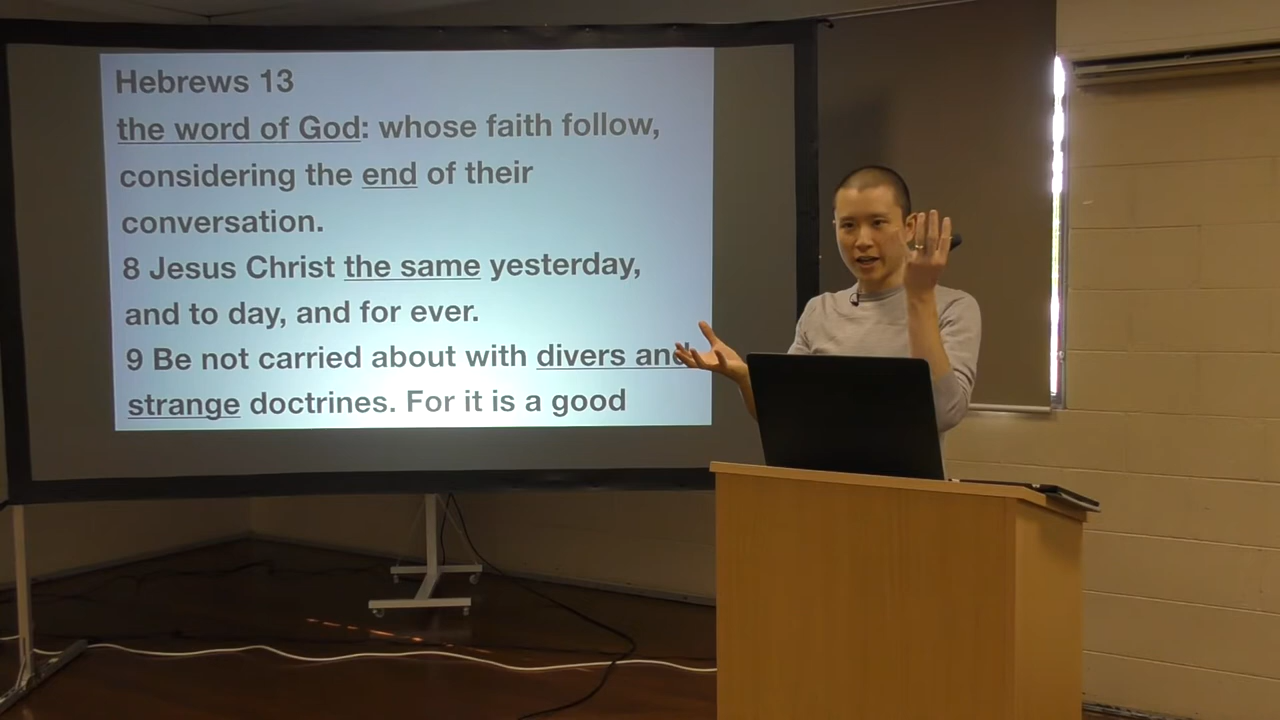 Hebrews 13
the word of God: whose faith follow,
considering the end of their
conversation.
8 Jesus Christ the same yesterday,
and to day, and for ever.
9 Be not carried about with divers and
strange doctrines. For it is a good